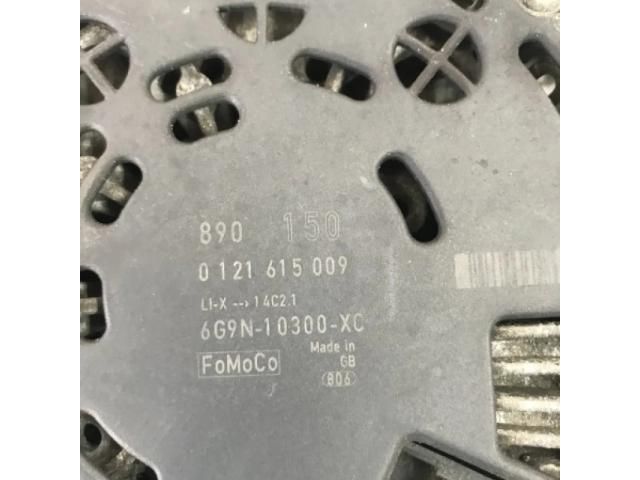 890 150
0 121 615 009
LI-X --> 14C2.1
6G9N-10300-XC
FoMoCo Made in
GB
806